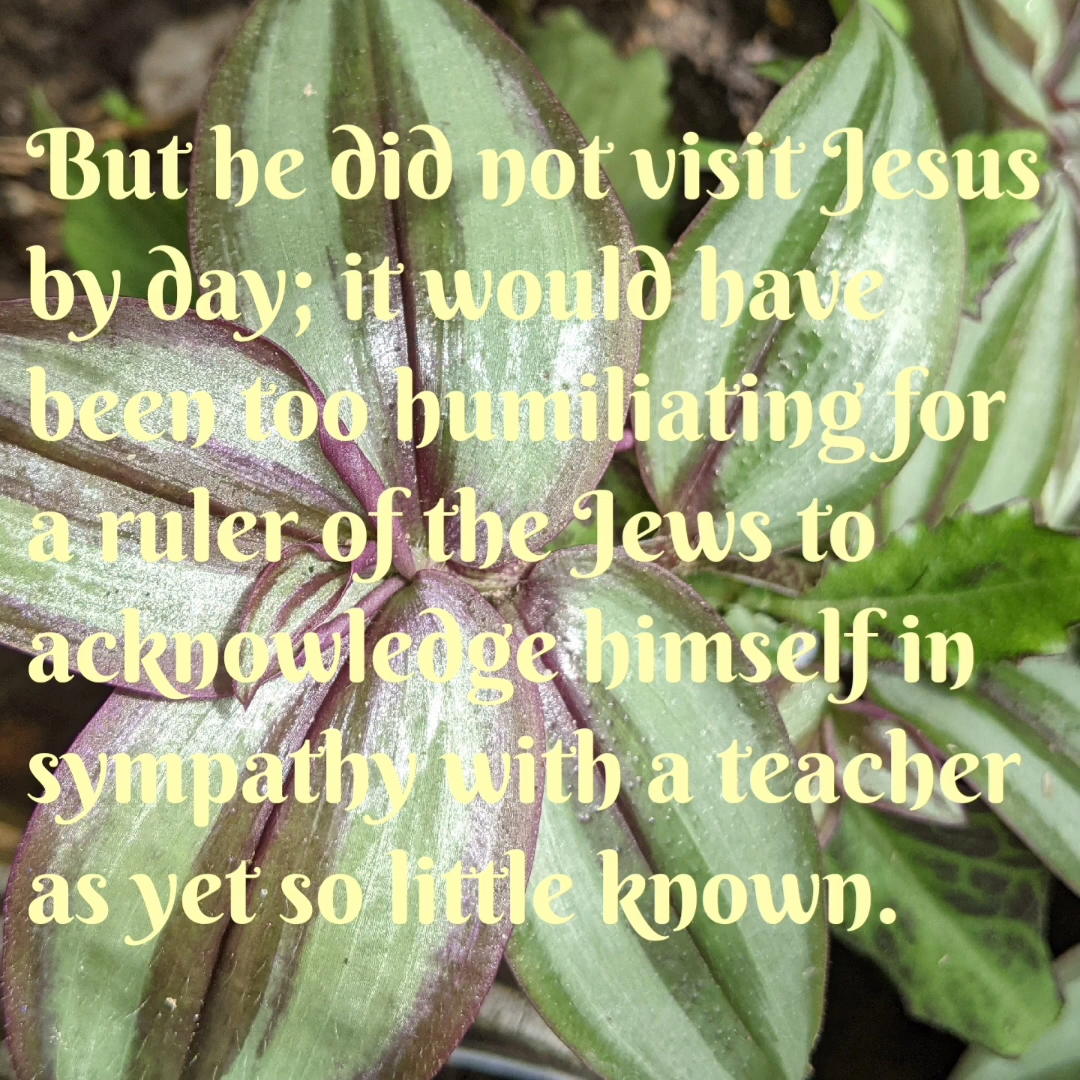 But he did not visit Jesus
by day; it would have
been too humiliating for
a ruler of the Jews to
acknowledge himself in
sympathy with a teacher
as yet so little known.